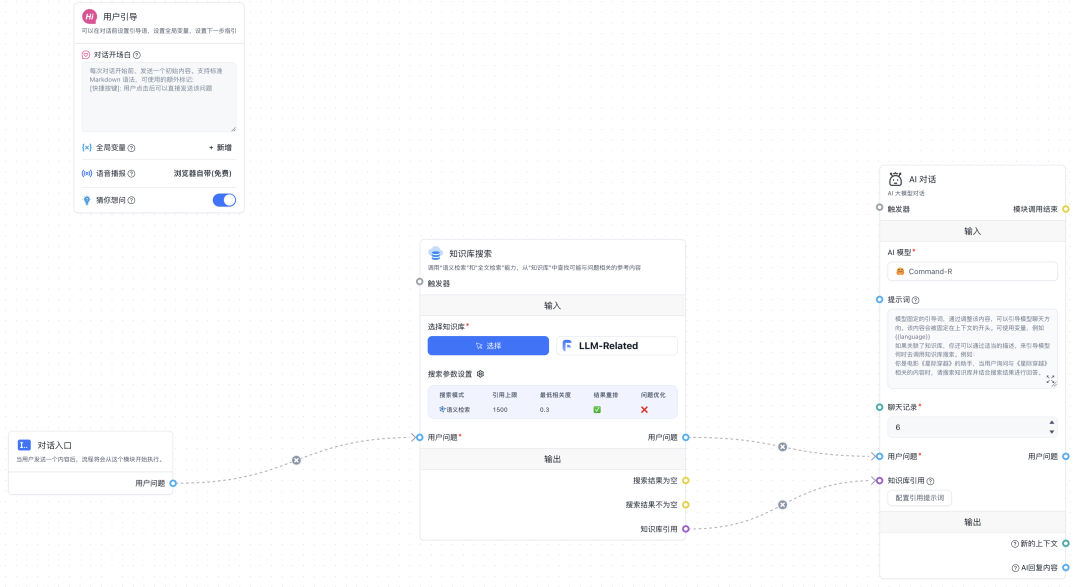 Hi 用户引导
可以在对话前设置引导语，设置全局变量，设置下一步指引
对话开场白
每次对话开始前，发送一个初始内容。支持标准
Markdown 语法，可使用的额外标记:
[快捷按键]: 用户点击后可以直接发送该问题
{×} 全局变量
+ 新增
语音播报
浏览器自带(免费)
猜你想问
对话入口
当用户发送一个内容后，流程将会从这个模块开始执行。
用户问题
知识库搜索
调用"语义检索"和"全文检索"能力，从"知识库"中查找可能与问题相关的参考内容
触发器
输入
选择知识库*
选择
LLM-Related
搜索参数设置
搜索模式 引用上限 最低相关度 结果重排 问题优化
语义检索 1500 0.3
用户问题*
用户问题
输出
搜索结果为空
搜索结果不为空
知识库引用
AI 对话
AI 大模型对话
触发器
模块调用结束
输入
AI 模型*
Command-R
提示词
模型固定的引导词，通过调整该内容，可以引导模型聊天方
向。该内容会被固定在上下文的开头。可使用变量，例如
{{language}}
如果关联了知识库，你还可以通过适当的描述，来引导模型
何时去调用知识库搜索。例如：
你是电影《星际穿越》的助手，当用户询问与《星际穿越》
相关的内容时，请搜索知识库并结合搜索结果进行回答。
聊天记录*
6
用户问题*
用户问题
知识库引用
配置引用提示词
输出
新的上下文
AI回复内容